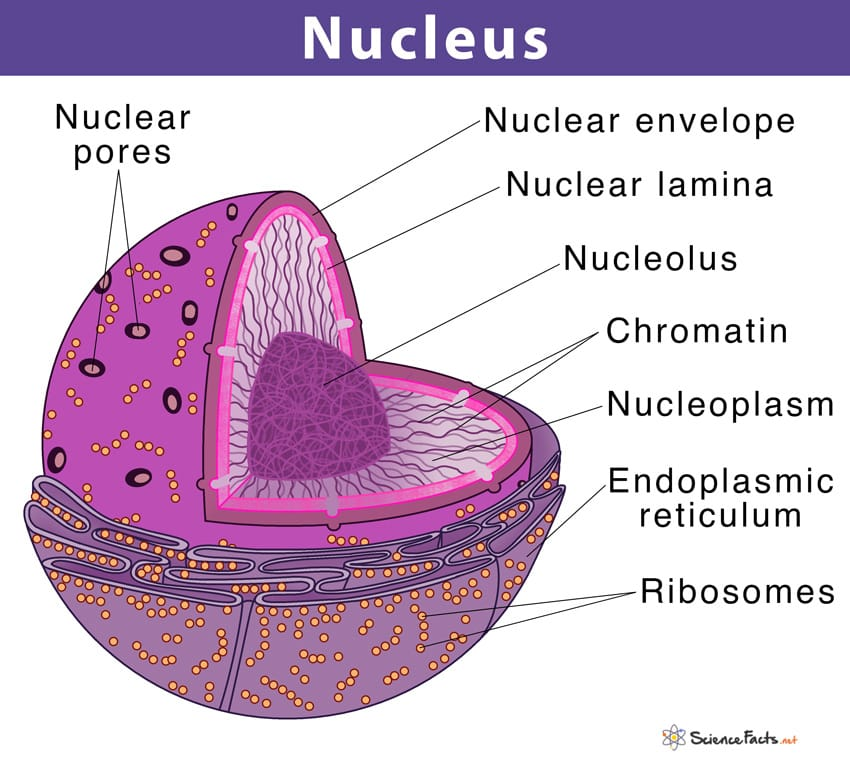 Nucleus
Nuclear
pores
Nuclear envelope
Nuclear lamina
Nucleolus
Chromatin
Nucleoplasm
Endoplasmic
reticulum
Ribosomes
ScienceFacts.net